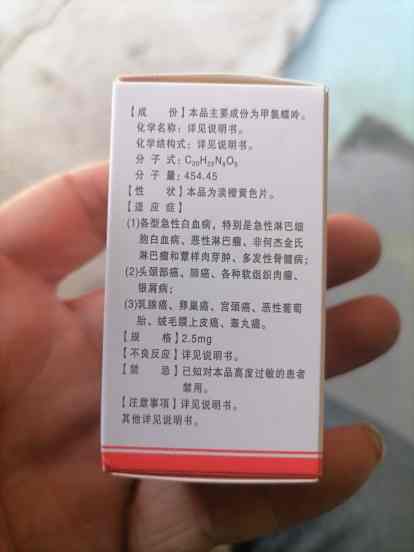 【成　　份】本品主要成份为甲氨蝶呤。
化学名称：详见说明书。
化学结构式：详见说明书。
分 子 式：C₂₀H₂₂N₈O₅
分 子 量：454.45
【性　　状】本品为淡橙黄色片。
【适 应 症】
(1)各型急性白血病，特别是急性淋巴细
胞白血病、恶性淋巴瘤、非何杰金氏
淋巴瘤和蕈样肉芽肿、多发性骨髓病；
(2)头颈部癌、肺癌、各种软组织肉瘤、
银屑病；
(3)乳腺癌、卵巢癌、宫颈癌、恶性葡萄
胎、绒毛膜上皮癌、睾丸癌。
【规　　格】2.5mg
【不良反应】详见说明书。
【禁　　忌】已知对本品高度过敏的患者
禁用。
【注意事项】详见说明书。
其他详见说明书。